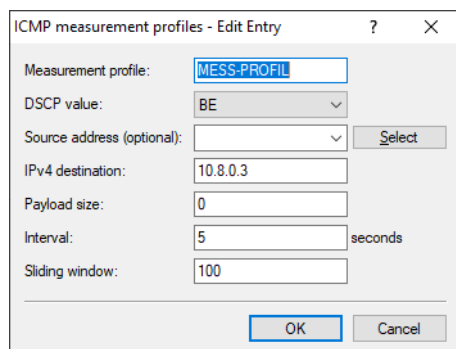 ICMP measurement profiles - Edit Entry ? X
Measurement profile: MESS-PROFIL
DSCP value: BE
Source address (optional): Select
IPv4 destination: 10.8.0.3
Payload size: 0
Interval: 5 seconds
Sliding window: 100
OK Cancel